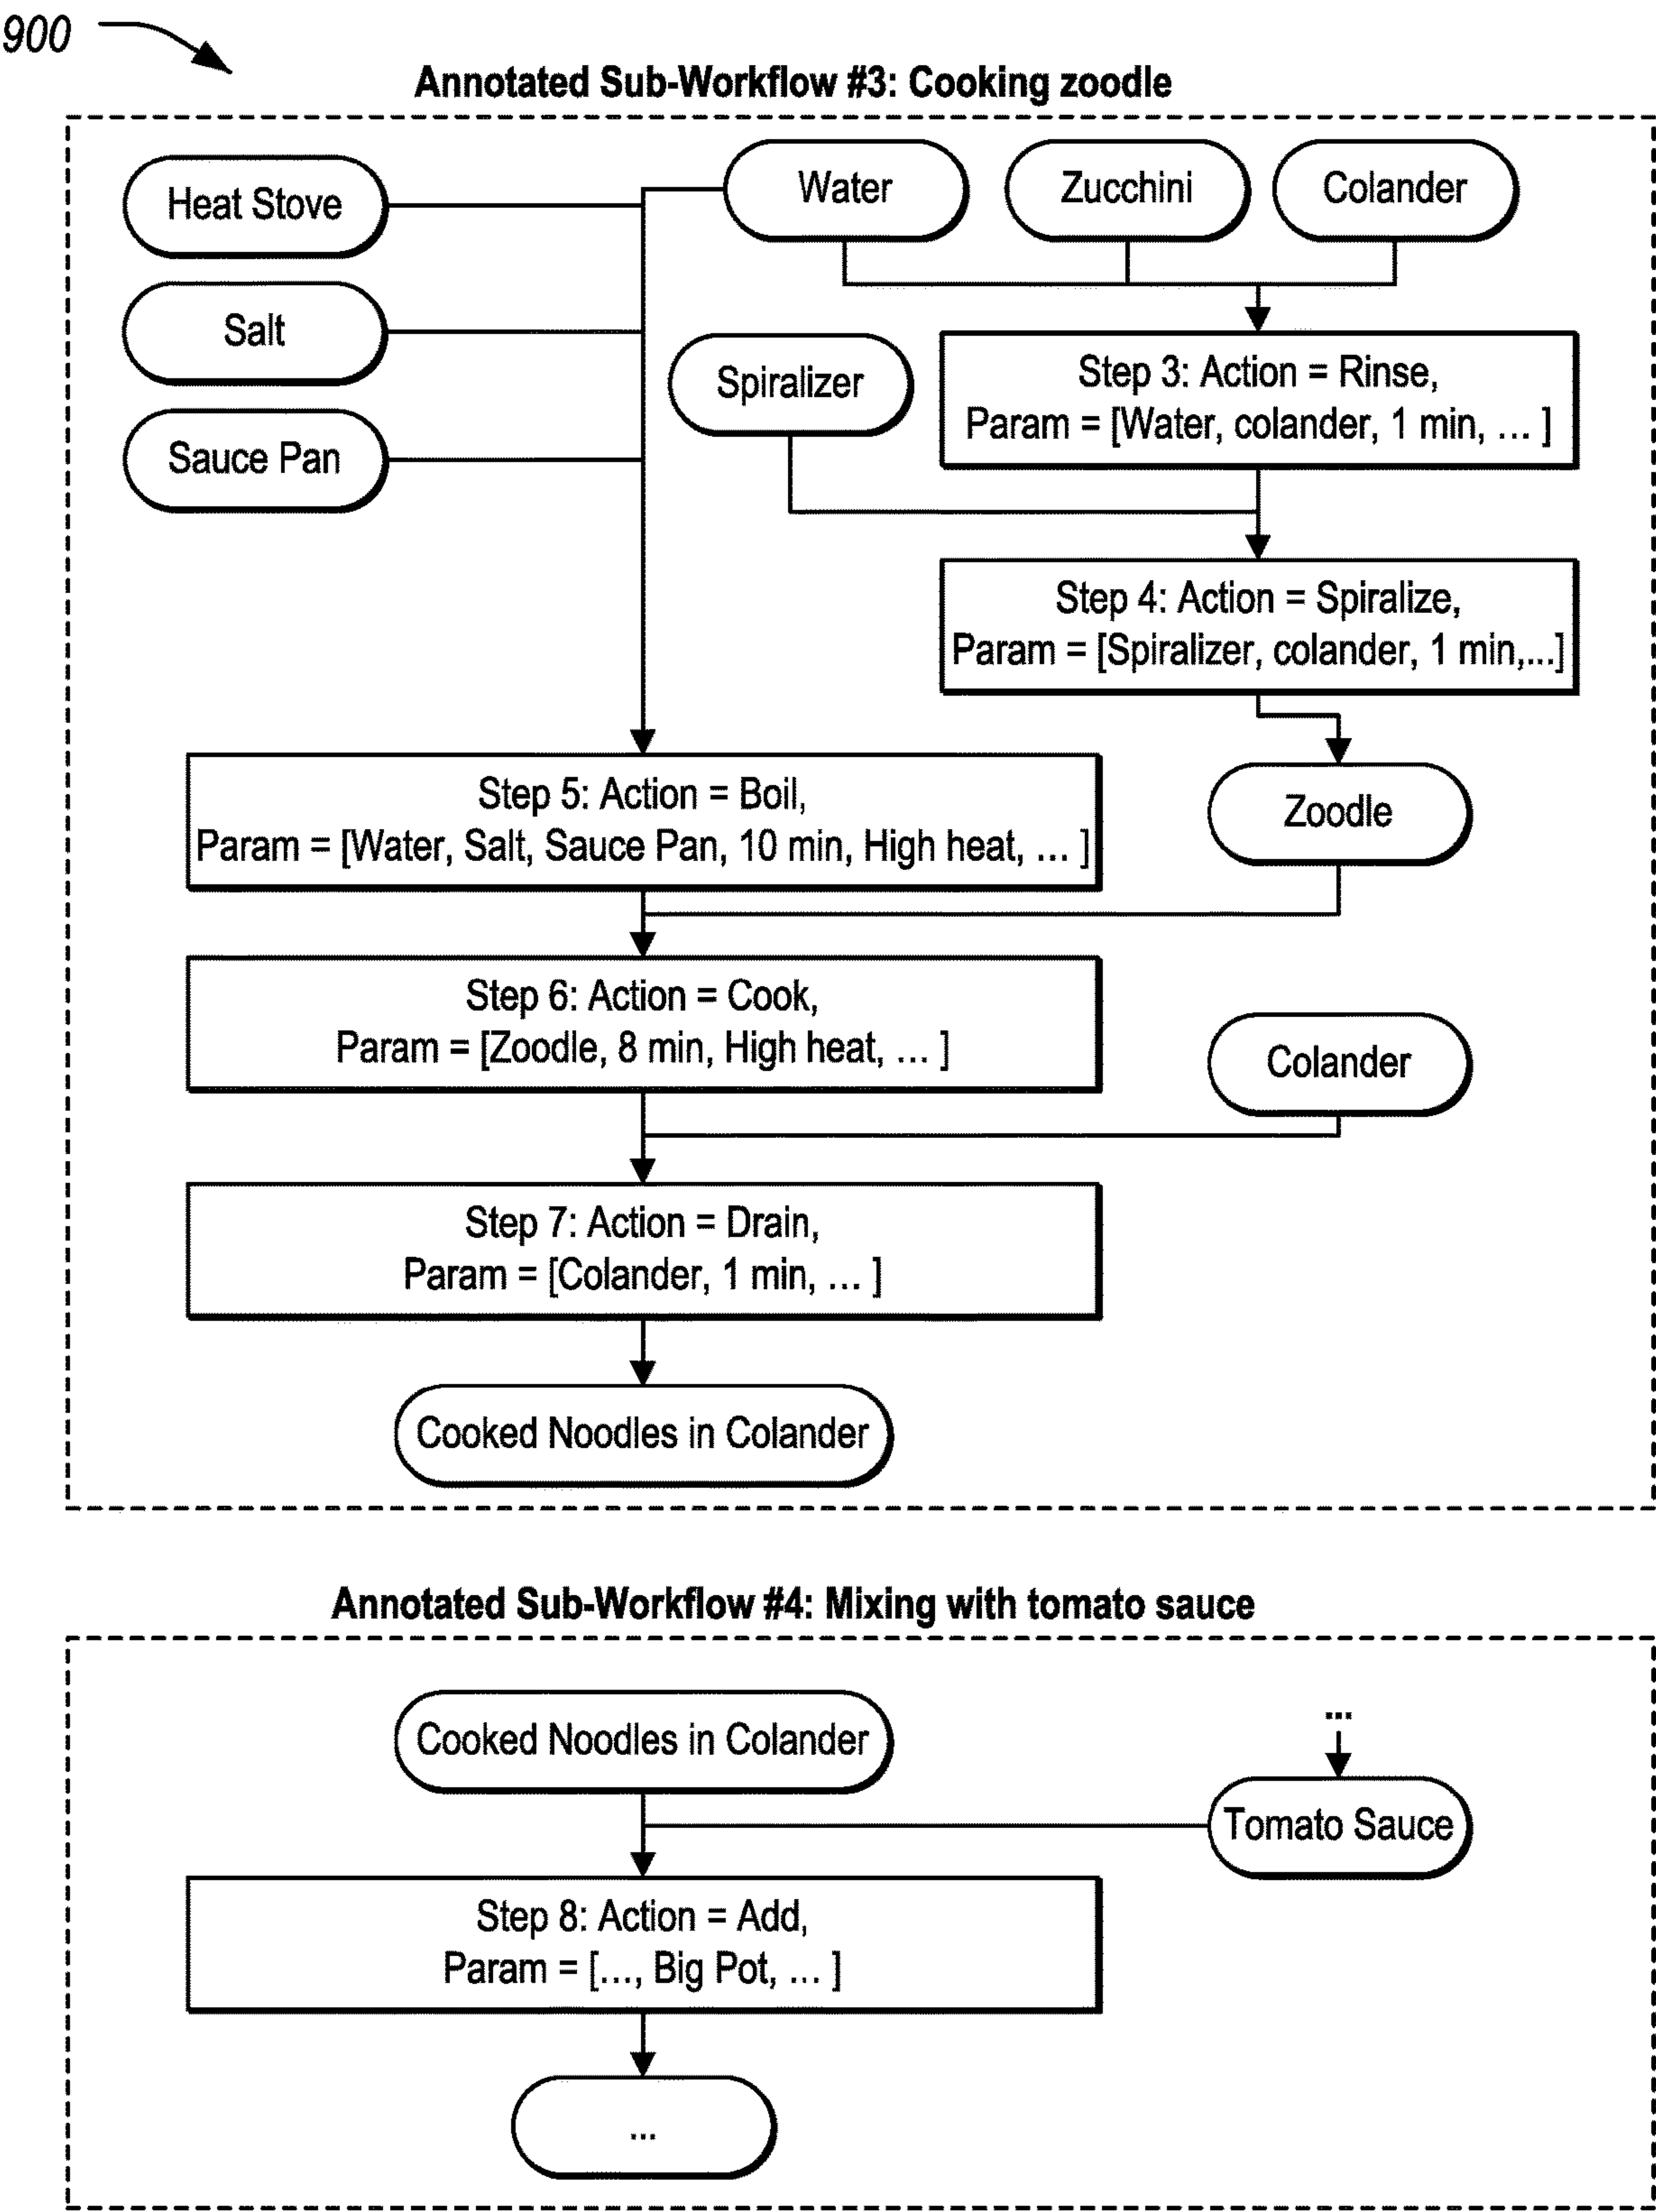 900
Annotated Sub-Workflow #3: Cooking zoodle
Heat Stove
Water
Zucchini
Colander
Salt
Spiralizer
Step 3: Action = Rinse,
Param = [Water, colander, 1 min, ... ]
Sauce Pan
Step 4: Action = Spiralize,
Param = [Spiralizer, colander, 1 min,...]
Step 5: Action = Boil,
Param = [Water, Salt, Sauce Pan, 10 min, High heat, ... ]
Zoodle
Step 6: Action = Cook,
Param = [Zoodle, 8 min, High heat, ... ]
Colander
Step 7: Action = Drain,
Param = [Colander, 1 min, ... ]
Cooked Noodles in Colander
Annotated Sub-Workflow #4: Mixing with tomato sauce
Cooked Noodles in Colander
...
Tomato Sauce
Step 8: Action = Add,
Param = [..., Big Pot, ... ]
...